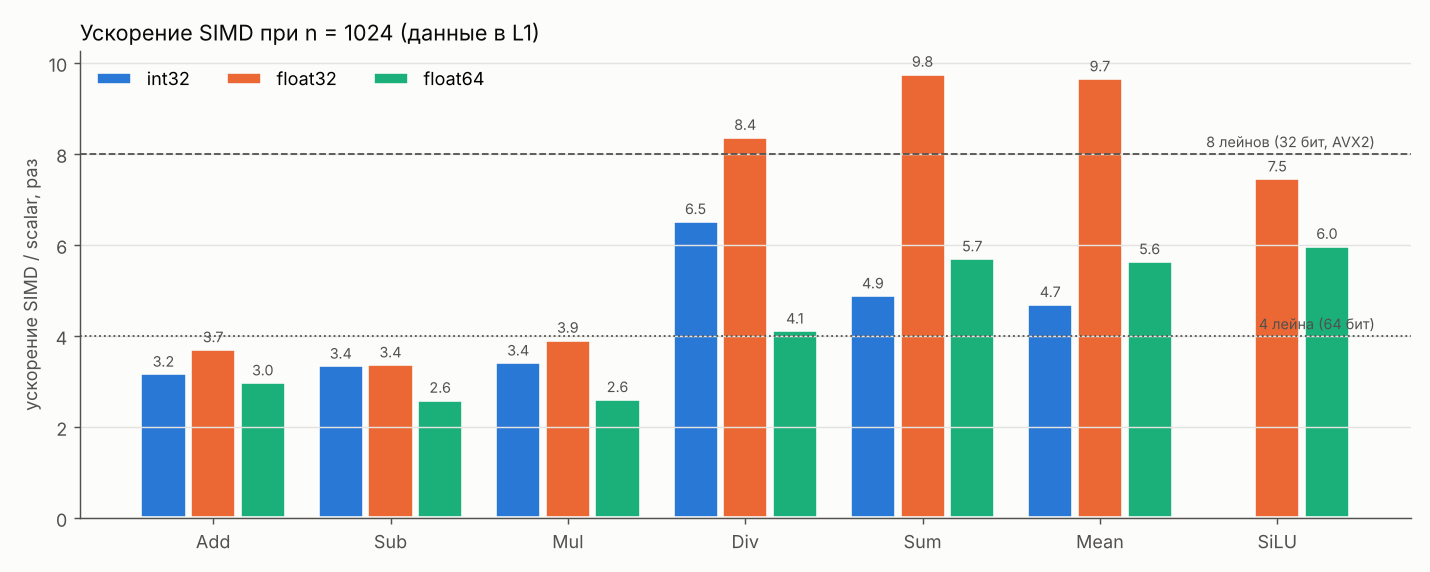 Ускорение SIMD при n = 1024 (данные в L1)
int32 float32 float64
ускорение SIMD / scalar, раз
10
8
6
4
2
0
8 лейнов (32 бит, AVX2)
4 лейна (64 бит)
3.2 3.7 3.0
3.4 3.4 2.6
3.4 3.9 2.6
6.5 8.4 4.1
4.9 9.8 5.7
4.7 9.7 5.6
7.5 6.0
Add Sub Mul Div Sum Mean SiLU